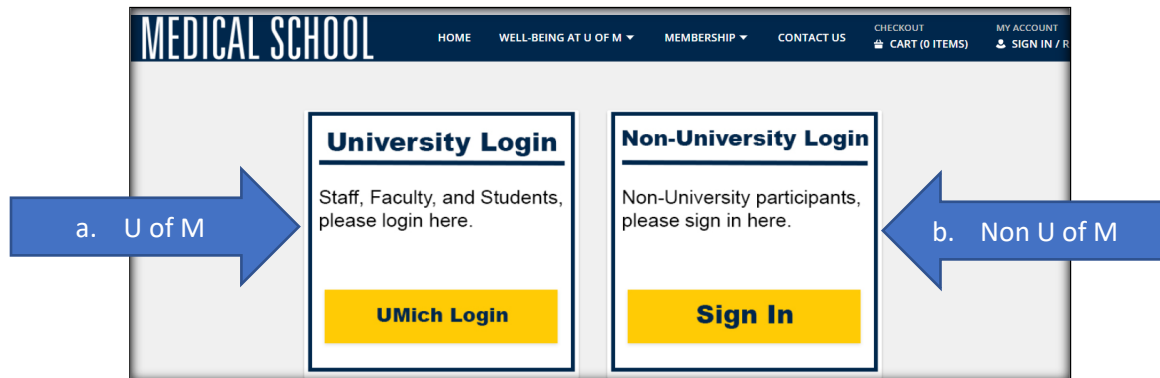 MEDICAL SCHOOL
HOME
WELL-BEING AT U OF M
MEMBERSHIP
CONTACT US
CHECKOUT
CART (0 ITEMS)
MY ACCOUNT
SIGN IN / R
University Login
Staff, Faculty, and Students,
please login here.
UMich Login
Non-University Login
Non-University participants,
please sign in here.
Sign In
a. U of M
b. Non U of M